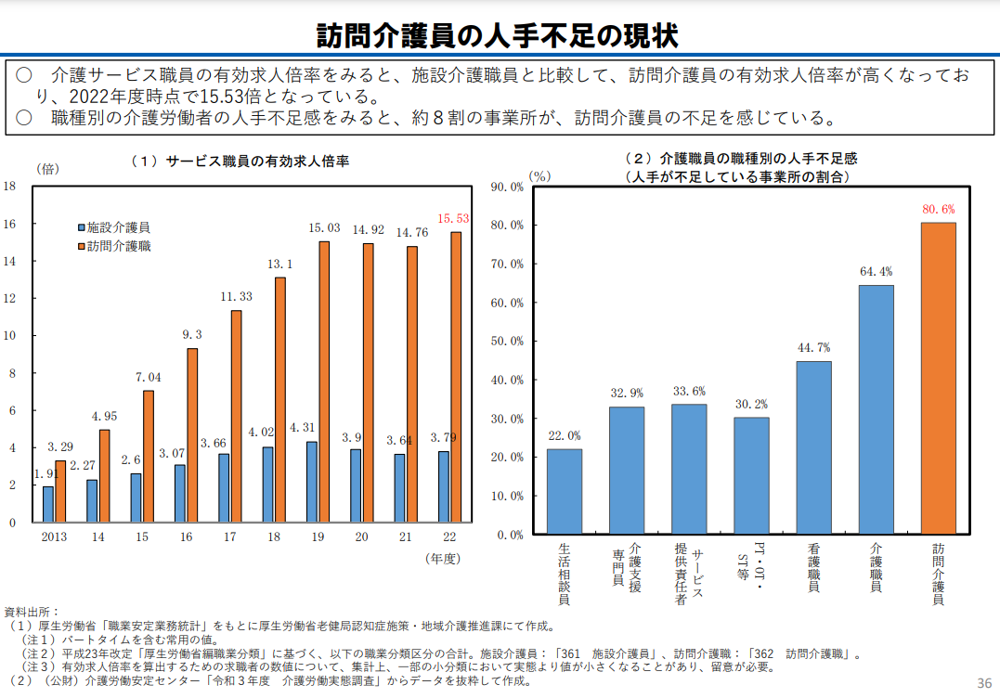 訪問介護員の人手不足の現状
○　介護サービス職員の有効求人倍率をみると、施設介護職員と比較して、訪問介護員の有効求人倍率が高くなってお
り、2022年度時点で15.53倍となっている。
○　職種別の介護労働者の人手不足感をみると、約８割の事業所が、訪問介護員の不足を感じている。
（１）サービス職員の有効求人倍率
（倍）
18
16
14
12
10
8
6
4
2
0
施設介護員
訪問介護職
1.91
3.29
2.27
4.95
2.6
7.04
3.07
9.3
3.66
11.33
4.02
13.1
4.31
15.03
3.9
14.92
3.64
14.76
3.79
15.53
2013
14
15
16
17
18
19
20
21
22
（年度）
（２）介護職員の職種別の人手不足感
（人手が不足している事業所の割合）
（%）
90.0%
80.0%
70.0%
60.0%
50.0%
40.0%
30.0%
20.0%
10.0%
0.0%
22.0%
32.9%
33.6%
30.2%
44.7%
64.4%
80.6%
生活相談員
介護支援
専門員
サービス
提供責任者
PT・OT・
ST等
看護職員
介護職員
訪問介護員
資料出所：
（１）厚生労働省「職業安定業務統計」をもとに厚生労働省老健局認知症施策・地域介護推進課にて作成。
（注１）パートタイムを含む常用の値。
（注２）平成23年改定「厚生労働省編職業分類」に基づく、以下の職業分類区分の合計。施設介護員：「361　施設介護員」、訪問介護職：「362　訪問介護職」。
（注３）有効求人倍率を算出するための求職者の数値について、集計上、一部の小分類において実態より値が小さくなることがあり、留意が必要。
（２）（公財）介護労働安定センター「令和３年度　介護労働実態調査」からデータを抜粋して作成。
36